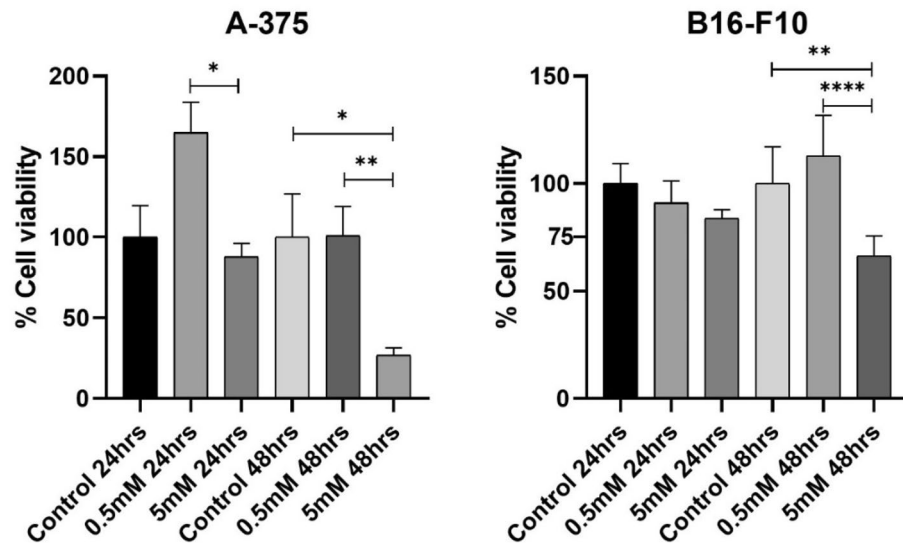 A-375
% Cell viability
200
150
100
50
0
*
*
**
Control 24hrs
0.5mM 24hrs
5mM 24hrs
Control 48hrs
0.5mM 48hrs
5mM 48hrs
B16-F10
% Cell viability
150
100
75
50
0
**
****
Control 24hrs
0.5mM 24hrs
5mM 24hrs
Control 48hrs
0.5mM 48hrs
5mM 48hrs